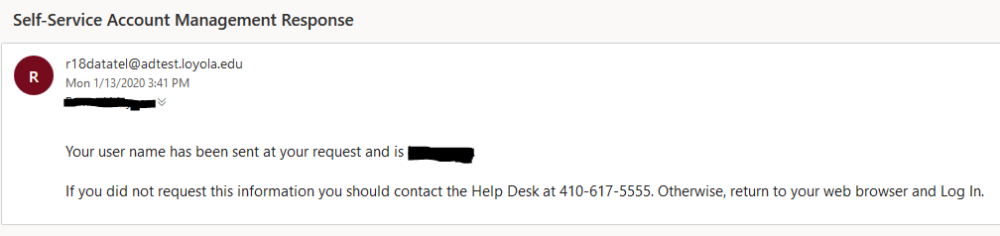 Self-Service Account Management Response
R
r18datatel@adtest.loyola.edu
Mon 1/13/2020 3:41 PM
Your user name has been sent at your request and is
If you did not request this information you should contact the Help Desk at 410-617-5555. Otherwise, return to your web browser and Log In.